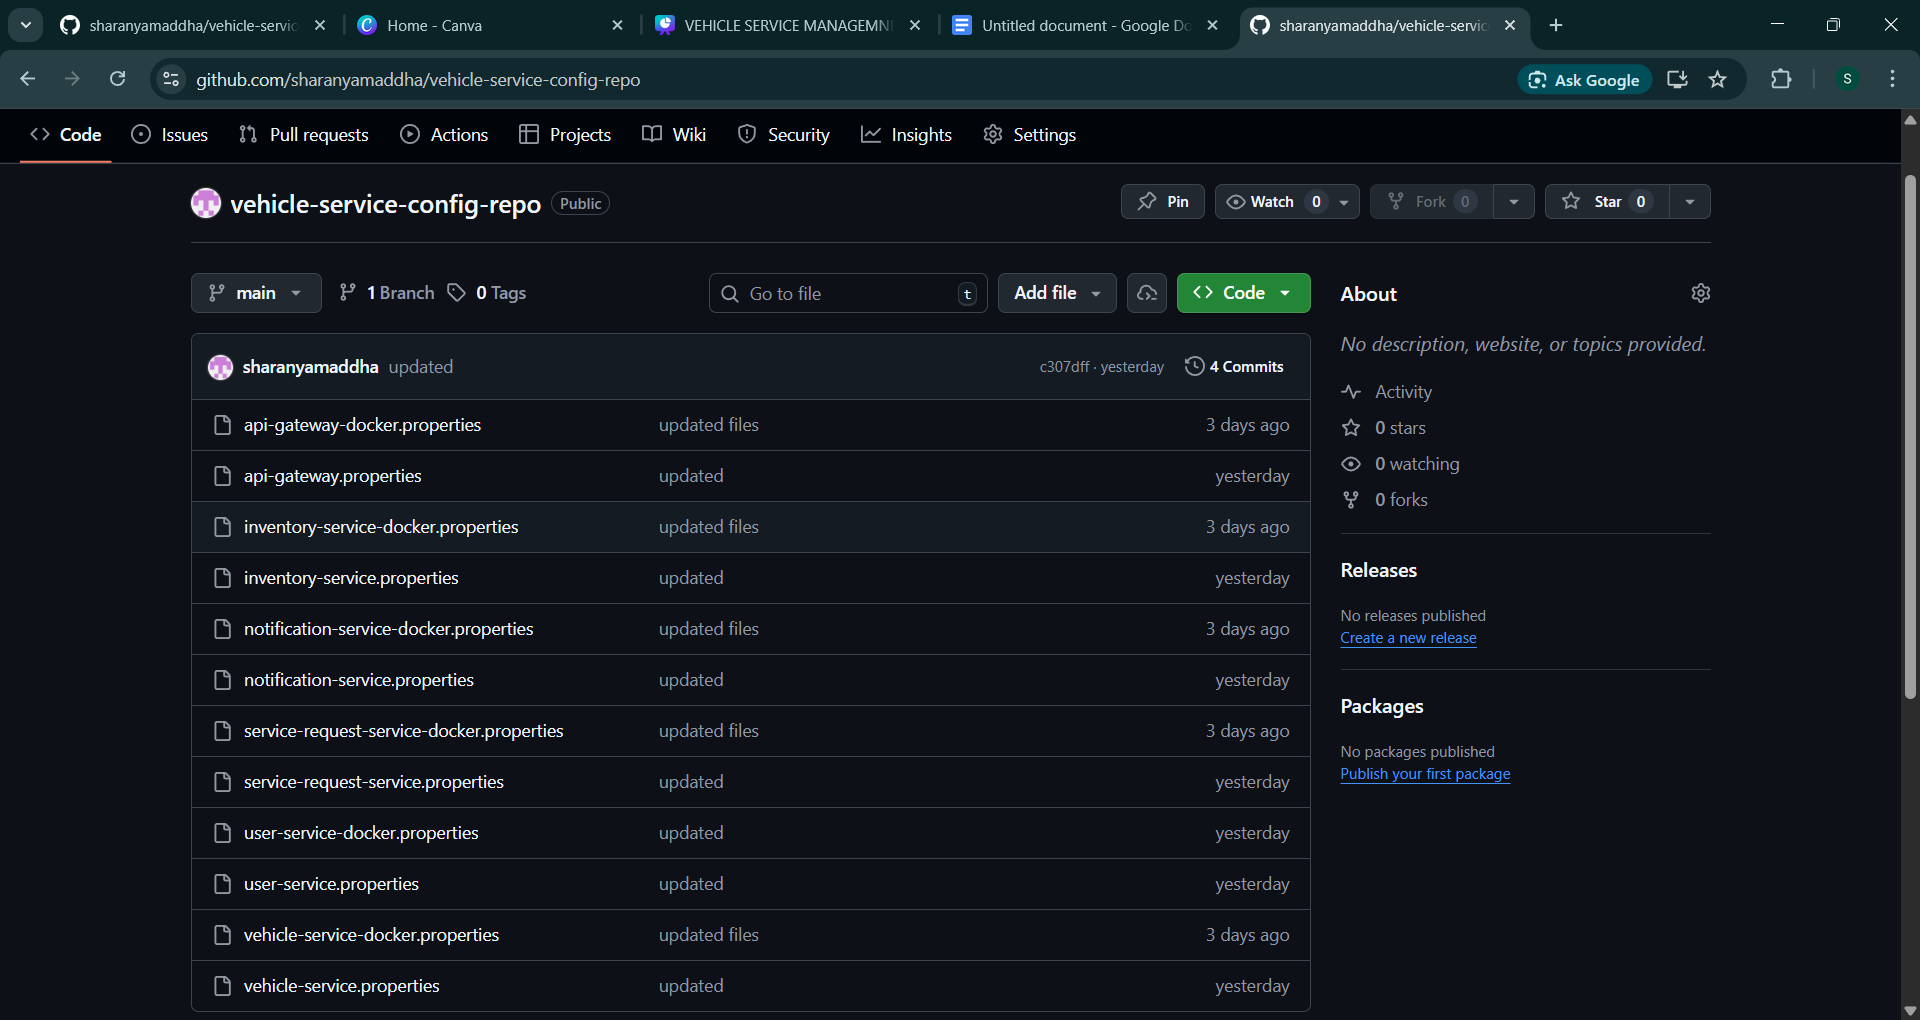 sharanyamaddha/vehicle-servic
Home - Canva
VEHICLE SERVICE MANAGEMN
Untitled document - Google Do
sharanyamaddha/vehicle-servic
github.com/sharanyamaddha/vehicle-service-config-repo
Ask Google
S
Code
Issues
Pull requests
Actions
Projects
Wiki
Security
Insights
Settings
vehicle-service-config-repo
Public
Pin
Watch 0
Fork 0
Star 0
main
1 Branch
0 Tags
Go to file
t
Add file
Code
About
No description, website, or topics provided.
sharanyamaddha updated
c307dff · yesterday
4 Commits
Activity
0 stars
0 watching
0 forks
api-gateway-docker.properties updated files 3 days ago
api-gateway.properties updated yesterday
inventory-service-docker.properties updated files 3 days ago
inventory-service.properties updated yesterday
notification-service-docker.properties updated files 3 days ago
notification-service.properties updated yesterday
service-request-service-docker.properties updated files 3 days ago
service-request-service.properties updated yesterday
user-service-docker.properties updated yesterday
user-service.properties updated yesterday
vehicle-service-docker.properties updated files 3 days ago
vehicle-service.properties updated yesterday
Releases
No releases published
Create a new release
Packages
No packages published
Publish your first package